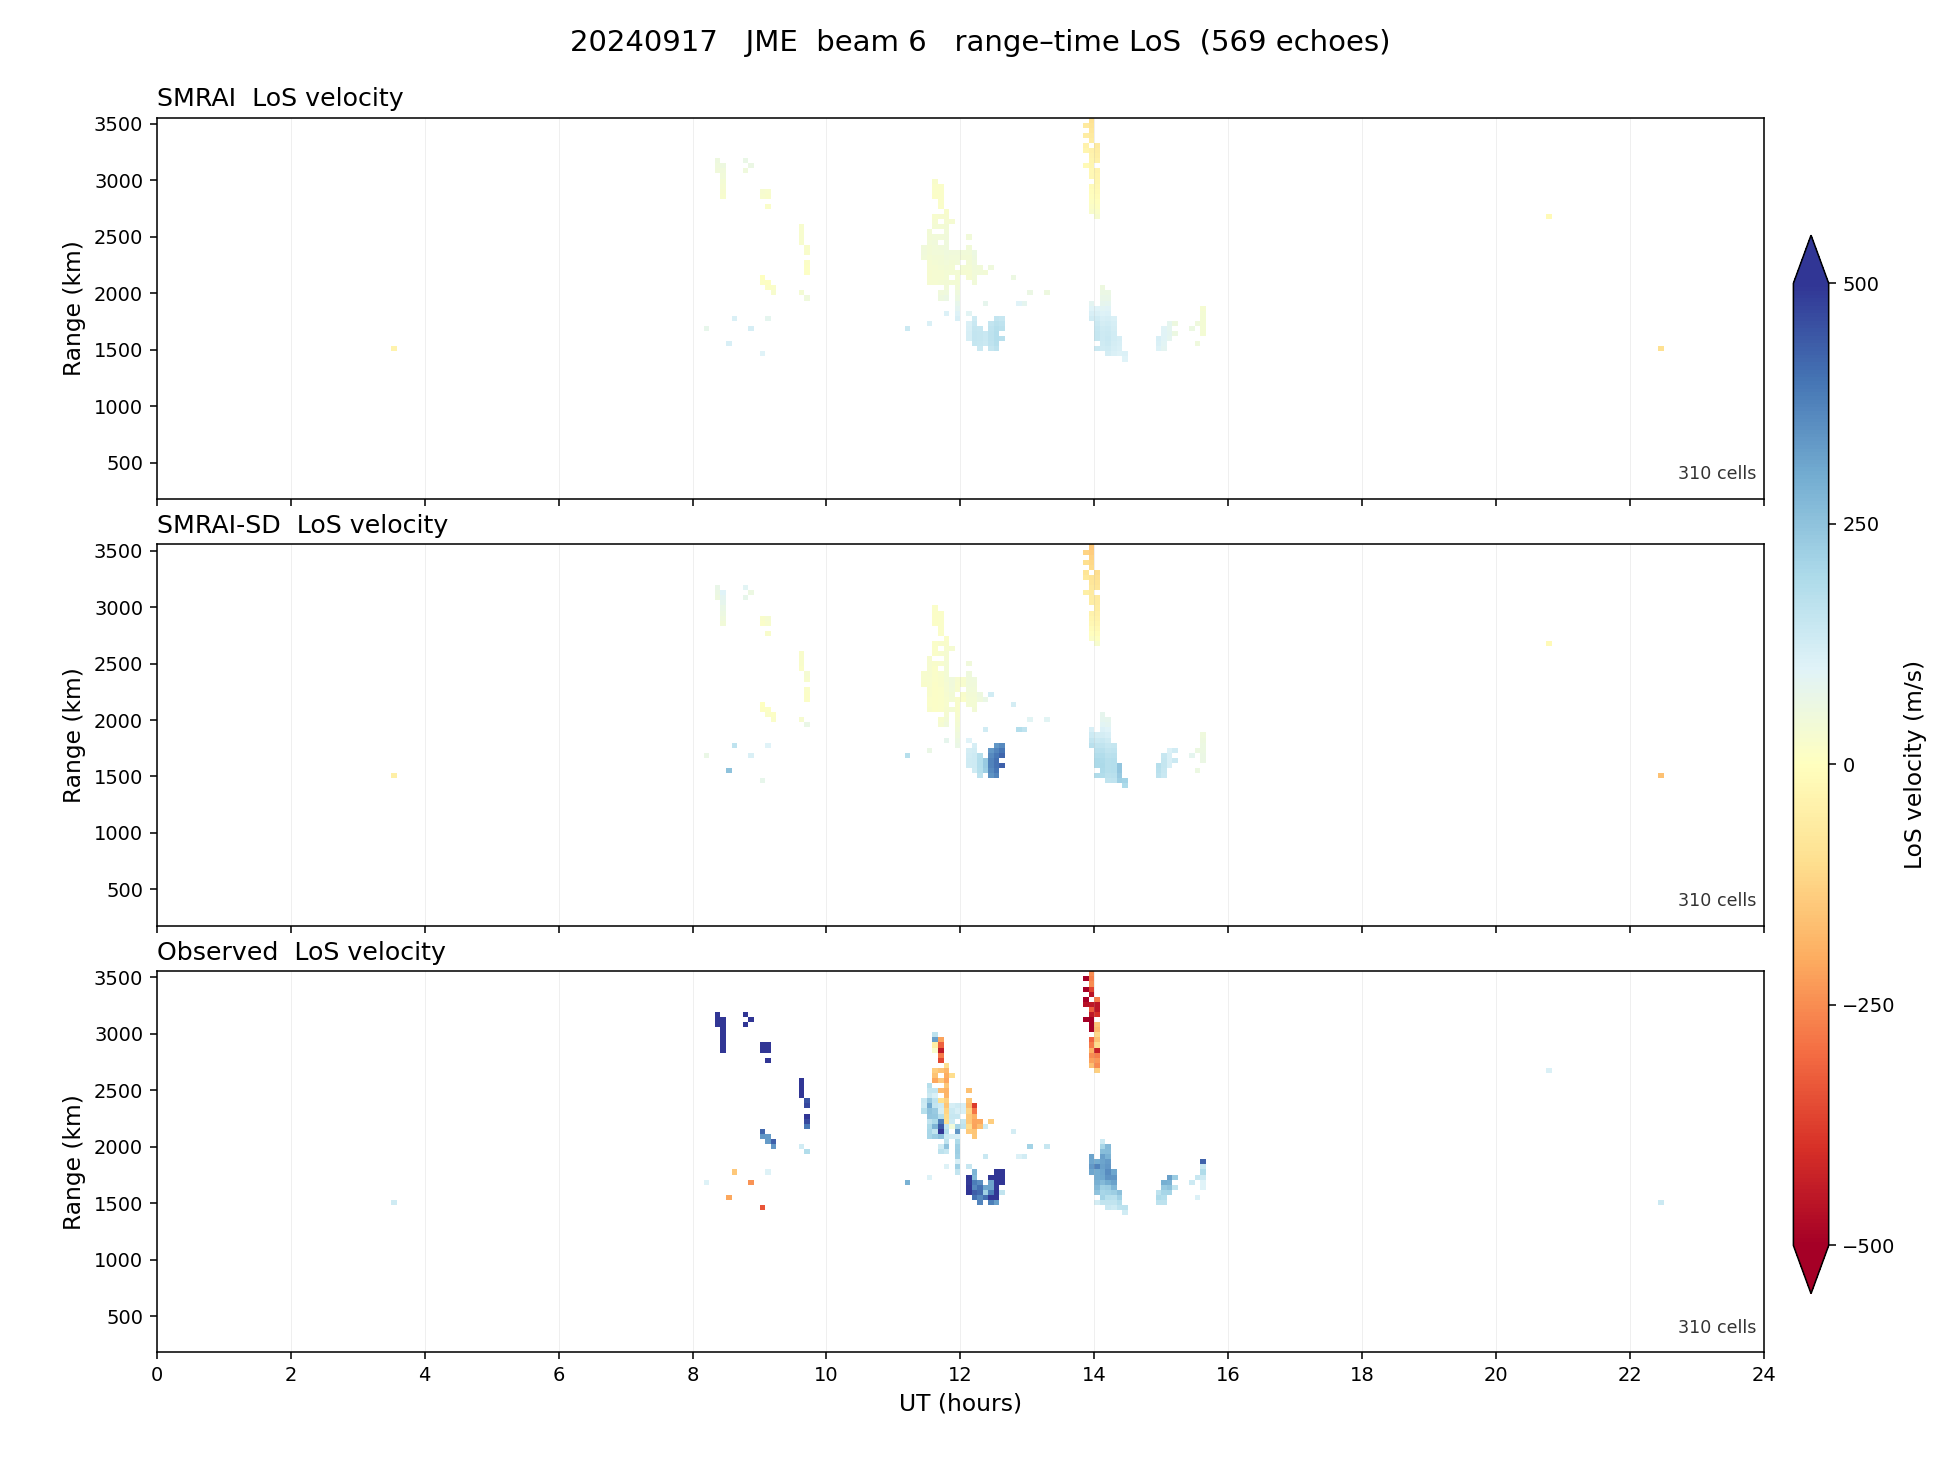 20240917   JME  beam 6   range–time LoS  (569 echoes)
SMRAI  LoS velocity
3500
3000
2500
2000
1500
1000
500
Range (km)
310 cells
SMRAI-SD  LoS velocity
3500
3000
2500
2000
1500
1000
500
Range (km)
310 cells
Observed  LoS velocity
3500
3000
2500
2000
1500
1000
500
Range (km)
310 cells
0 2 4 6 8 10 12 14 16 18 20 22 24
UT (hours)
500
250
0
−250
−500
LoS velocity (m/s)